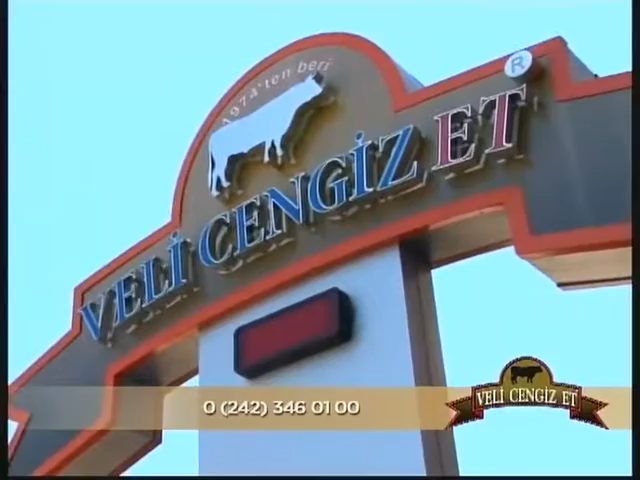 1974'ten beri
®
VELİ CENGİZ ET
0 (242) 346 01 00
VELİ CENGİZ ET